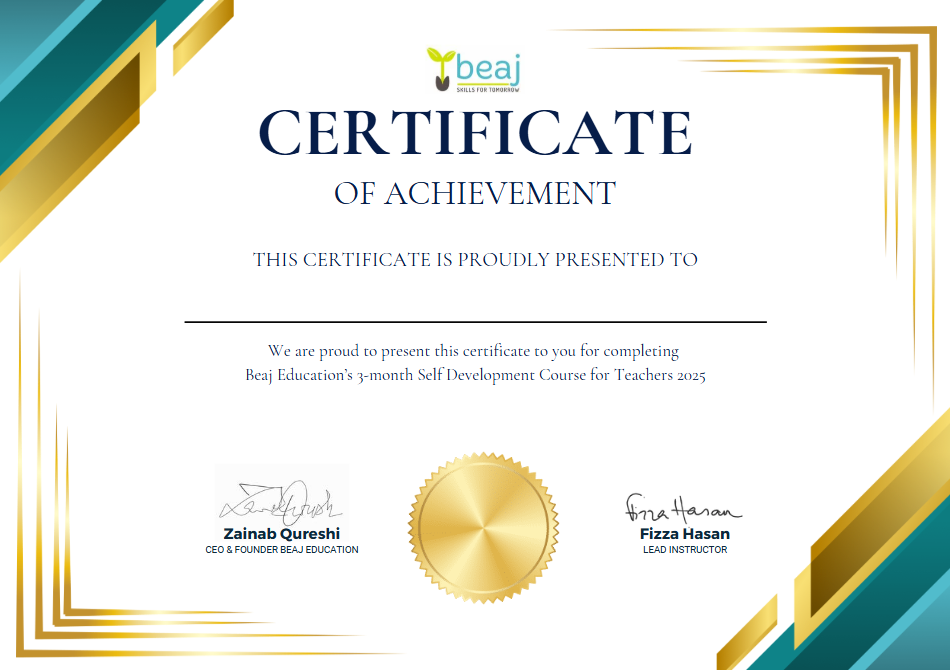 beaj
SKILLS FOR TOMORROW
CERTIFICATE
OF ACHIEVEMENT
THIS CERTIFICATE IS PROUDLY PRESENTED TO
We are proud to present this certificate to you for completing
Beaj Education's 3-month Self Development Course for Teachers 2025
Fizza Hasan
Zainab Qureshi
Fizza Hasan
CEO & FOUNDER BEAJ EDUCATION
LEAD INSTRUCTOR